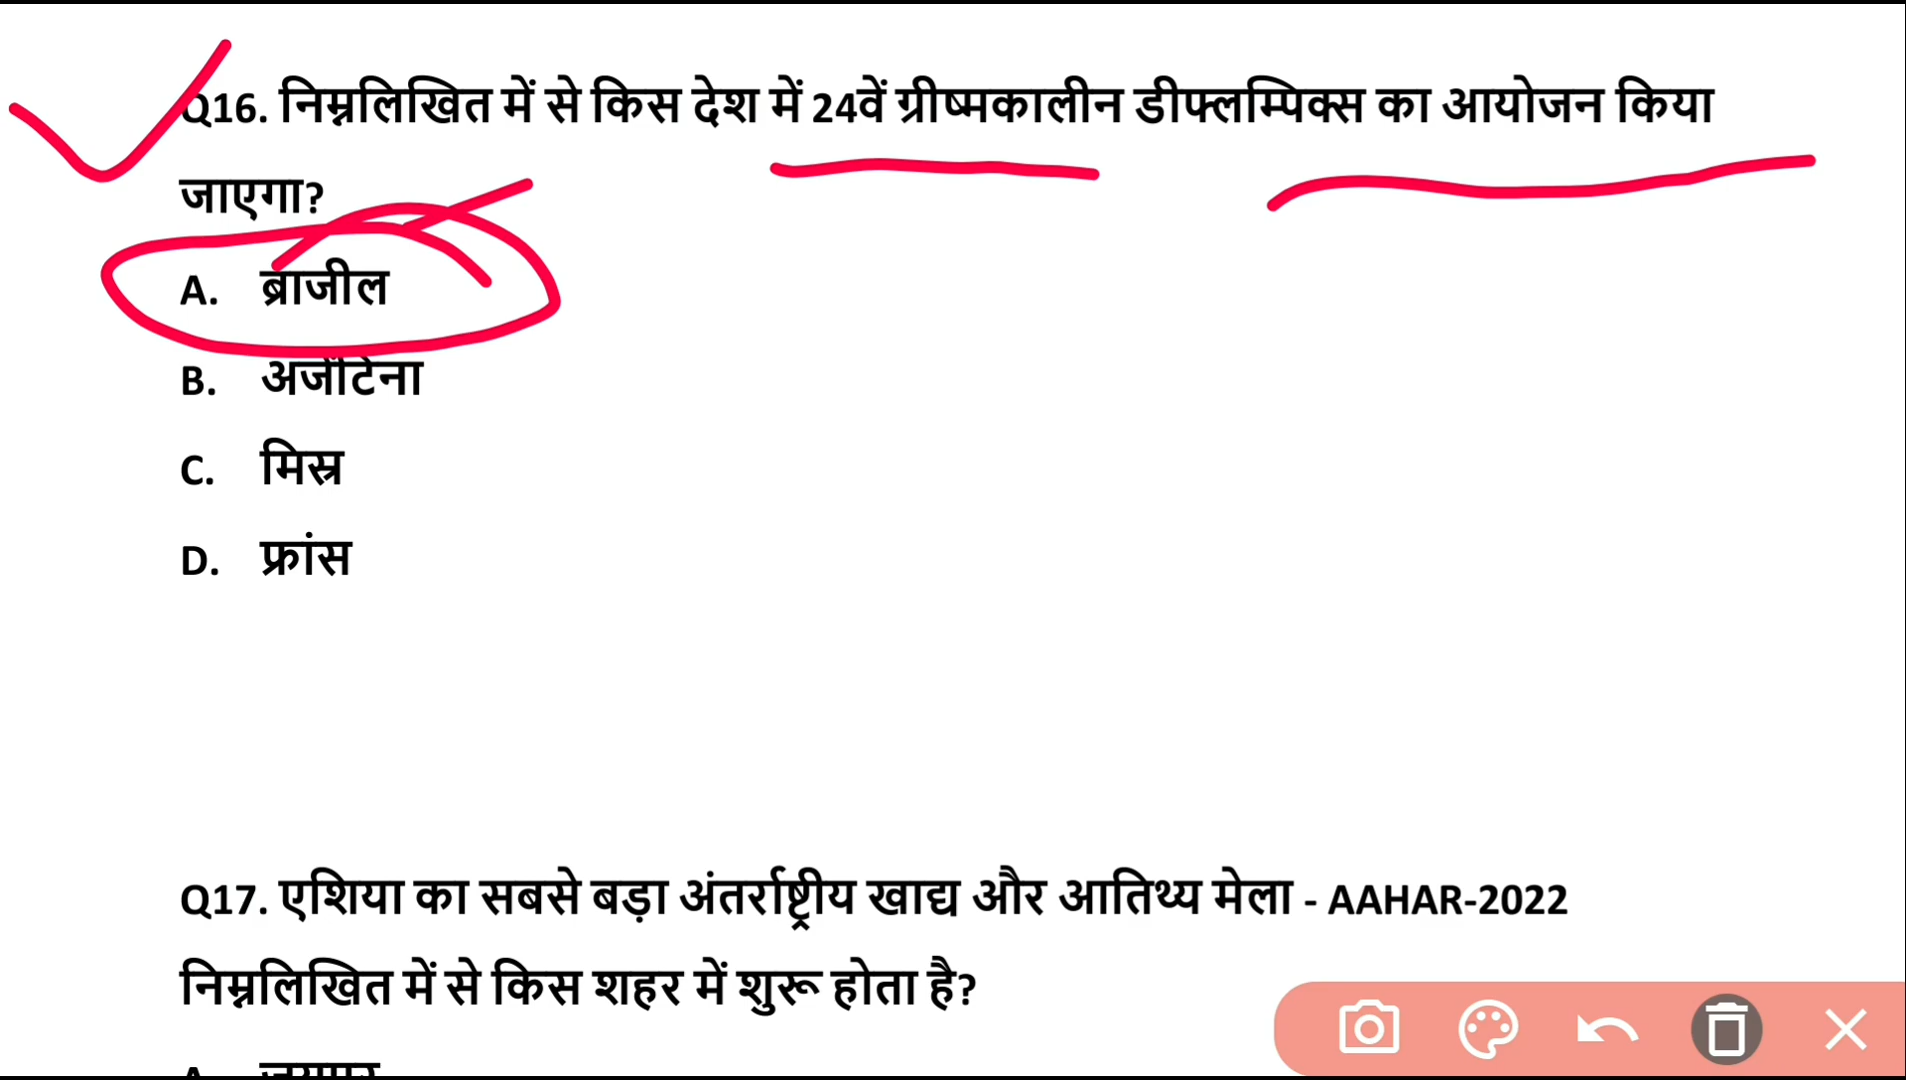 Q16. निम्नलिखित में से किस देश में 24वें ग्रीष्मकालीन डीफ्लम्पिक्स का आयोजन किया
जाएगा?
A. ब्राजील
B. अर्जेंटिना
C. मिस्र
D. फ्रांस
Q17. एशिया का सबसे बड़ा अंतर्राष्ट्रीय खाद्य और आतिथ्य मेला - AAHAR-2022
निम्नलिखित में से किस शहर में शुरू होता है?